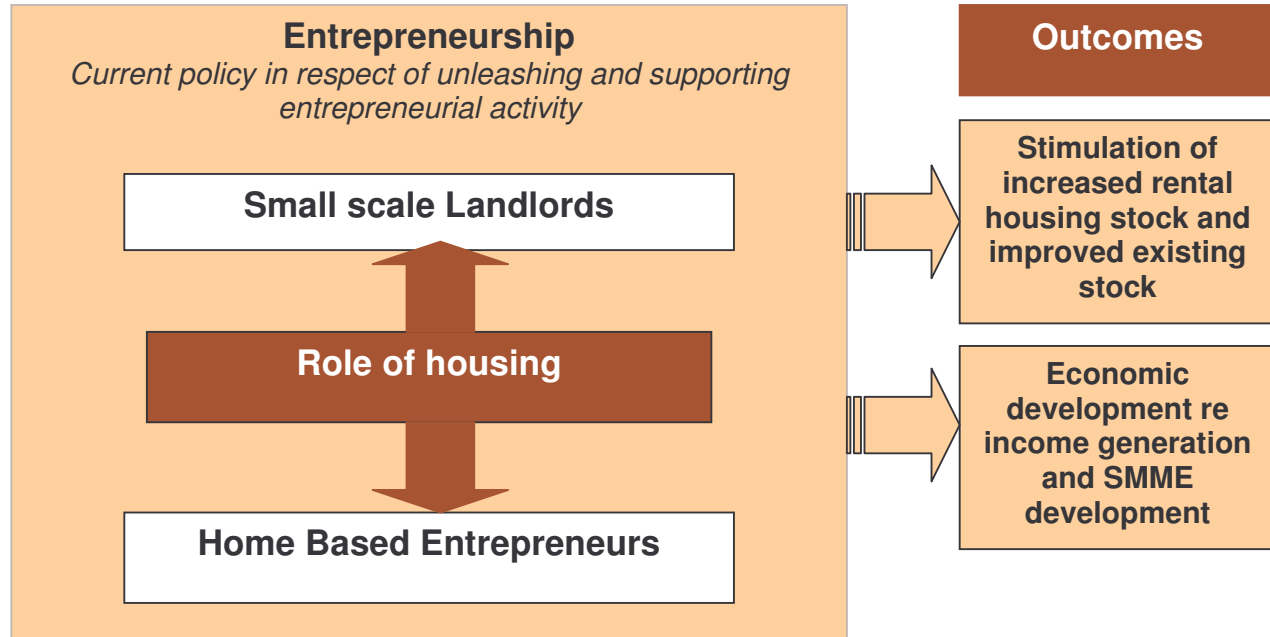 Entrepreneurship
Current policy in respect of unleashing and supporting
entrepreneurial activity
Small scale Landlords
Role of housing
Home Based Entrepreneurs
Outcomes
Stimulation of
increased rental
housing stock and
improved existing
stock
Economic
development re
income generation
and SMME
development